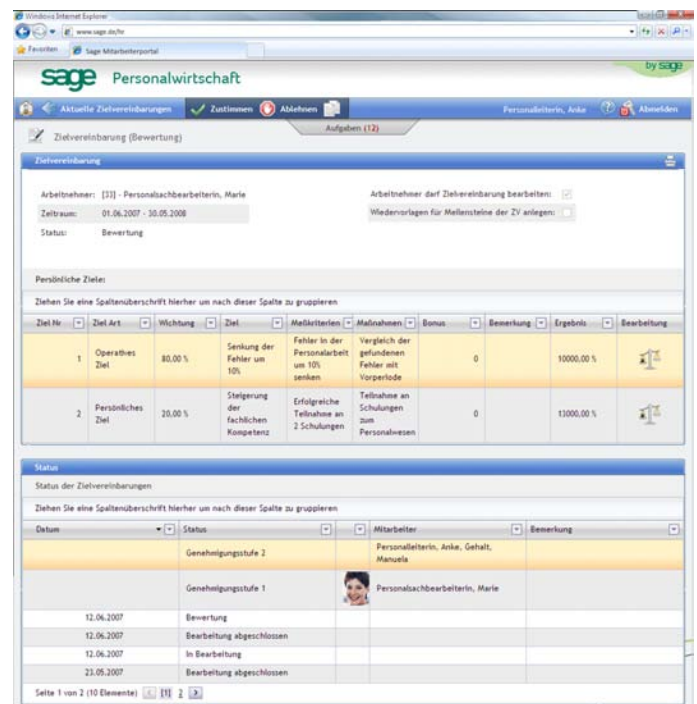 Windows Internet Explorer
www.sage.de/hr
Favoriten Sage Mitarbeiterportal
sage Personalwirtschaft
by sage
Aktuelle Zielvereinbarungen Zustimmen Ablehnen Personalleiterin, Anke Abmelden
Zielvereinbarung (Bewertung)
Aufgaben (12)
Zielvereinbarung
Arbeitnehmer: [33] - Personalsachbearbeiterin, Marie
Arbeitnehmer darf Zielvereinbarung bearbeiten:
Zeitraum: 01.06.2007 - 30.05.2008
Wiedervorlagen für Meilensteine der ZV anlegen:
Status: Bewertung
Persönliche Ziele:
Ziehen Sie eine Spaltenüberschrift hierher um nach dieser Spalte zu gruppieren
Ziel Nr Ziel Art Wichtung Ziel Meßkriterien Maßnahmen Bonus Bemerkung Ergebnis Bearbeitung
1 Operatives Ziel 80,00 % Senkung der Fehler um 10% Fehler in der Personalarbeit um 10% senken Vergleich der gefundenen Fehler mit Vorperiode 0 10000,00 %
2 Persönliches Ziel 20,00 % Steigerung der fachlichen Kompetenz Erfolgreiche Teilnahme an 2 Schulungen Teilnahme an Schulungen zum Personalwesen 0 13000,00 %
Status
Status der Zielvereinbarungen
Ziehen Sie eine Spaltenüberschrift hierher um nach dieser Spalte zu gruppieren
Datum Status Mitarbeiter Bemerkung
Genehmigungsstufe 2 Personalleiterin, Anke, Gehalt, Manuela
Genehmigungsstufe 1 Personalsachbearbeiterin, Marie
12.06.2007 Bewertung
12.06.2007 Bearbeitung abgeschlossen
12.06.2007 In Bearbeitung
23.05.2007 Bearbeitung abgeschlossen
Seite 1 von 2 (10 Elemente) [1] 2